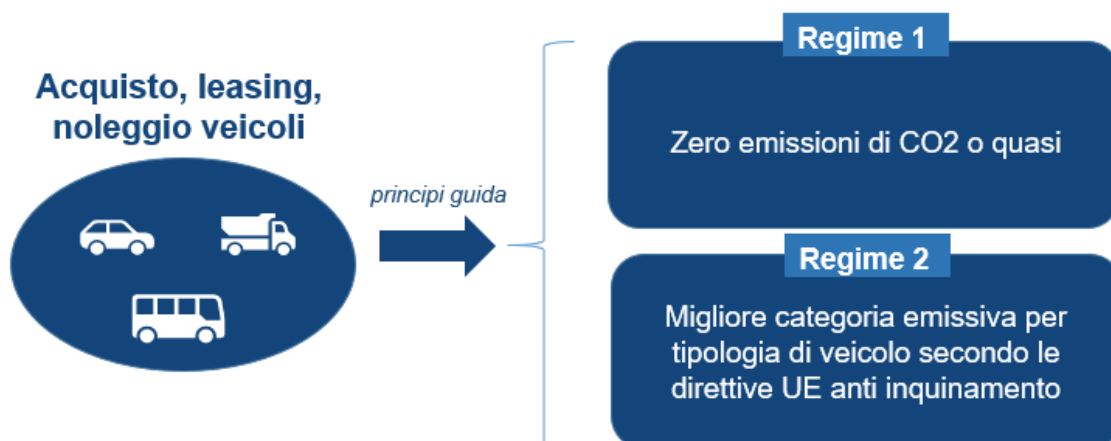 Acquisto, leasing,
noleggio veicoli
principi guida
Regime 1
Zero emissioni di CO2 o quasi
Regime 2
Migliore categoria emissiva per
tipologia di veicolo secondo le
direttive UE anti inquinamento